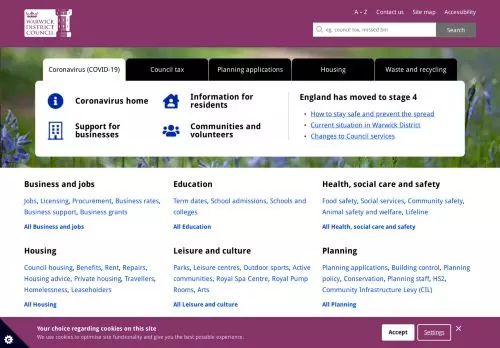 A – Z
Contact us
Site map
Accessibility
WARWICK
DISTRICT
COUNCIL
eg. council tax, missed bin
Search
Coronavirus (COVID-19)
Council tax
Planning applications
Housing
Waste and recycling
Coronavirus home
Information for
residents
Support for
businesses
Communities and
volunteers
England has moved to stage 4
How to stay safe and prevent the spread
Current situation in Warwick District
Changes to Council services
Business and jobs
Jobs, Licensing, Procurement, Business rates,
Business support, Business grants
All Business and jobs
Education
Term dates, School admissions, Schools and
colleges
All Education
Health, social care and safety
Food safety, Social services, Community safety,
Animal safety and welfare, Lifeline
All Health, social care and safety
Housing
Council housing, Benefits, Rent, Repairs,
Housing advice, Private housing, Travellers,
Homelessness, Leaseholders
All Housing
Leisure and culture
Parks, Leisure centres, Outdoor sports, Active
communities, Royal Spa Centre, Royal Pump
Rooms, Arts
All Leisure and culture
Planning
Planning applications, Building control, Planning
policy, Conservation, Planning staff, HS2,
Community Infrastructure Levy (CIL)
All Planning
Your choice regarding cookies on this site
We use cookies to optimise site functionality and give you the best possible experience.
Accept
Settings